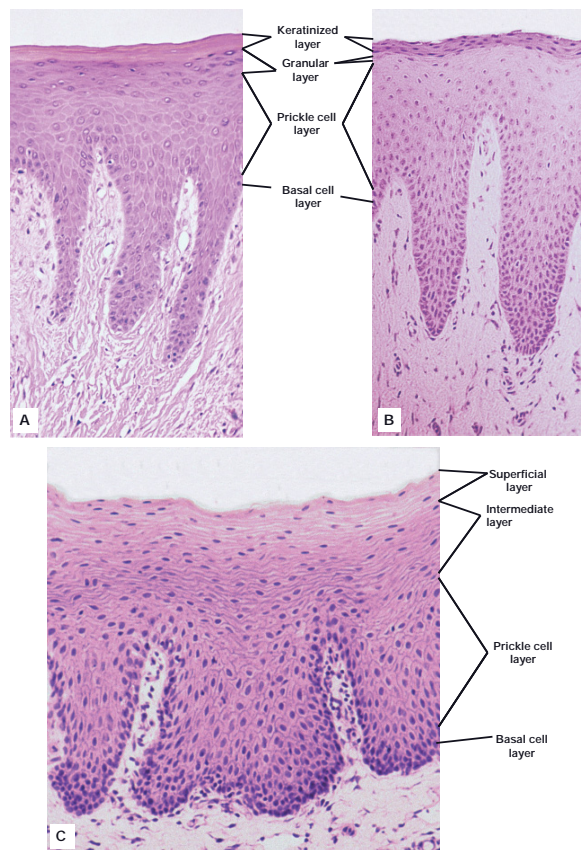 Keratinized
layer
Granular
layer
Prickle cell
layer
Basal cell
layer
A
B
Superficial
layer
Intermediate
layer
Prickle cell
layer
Basal cell
layer
C